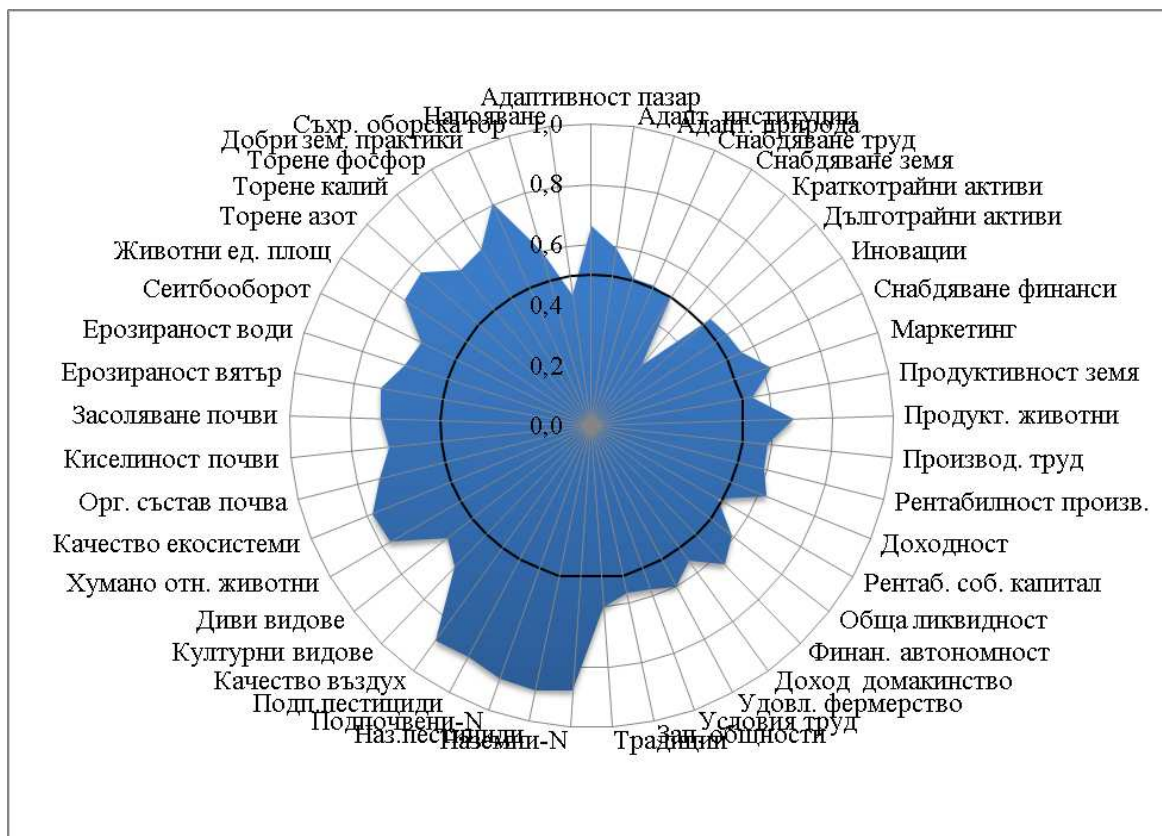 Адаптивност пазар
Адапт. институции
Адапт. природа
Снабдяване труд
Снабдяване земя
Краткотрайни активи
Дълготрайни активи
Иновации
Снабдяване финанси
Маркетинг
Продуктивност земя
Продукт. животни
Производ. труд
Рентабилност произв.
Доходност
Рентаб. соб. капитал
Обща ликвидност
Финан. автономност
Доход домакинство
Удовл. фермерство
Условия труд
Зап. общности
Традиции
Наземни-N
Наз.пестициди
Подпочвени-N
Подп.пестициди
Качество въздух
Културни видове
Диви видове
Хумано отн. животни
Качество екосистеми
Орг. състав почва
Киселиност почви
Засоляване почви
Ерозираност вятър
Ерозираност води
Сеитбооборот
Животни ед. площ
Торене азот
Торене калий
Торене фосфор
Добри зем. практики
Съхр. оборска тор
Напояване
1,0
0,8
0,6
0,4
0,2
0,0